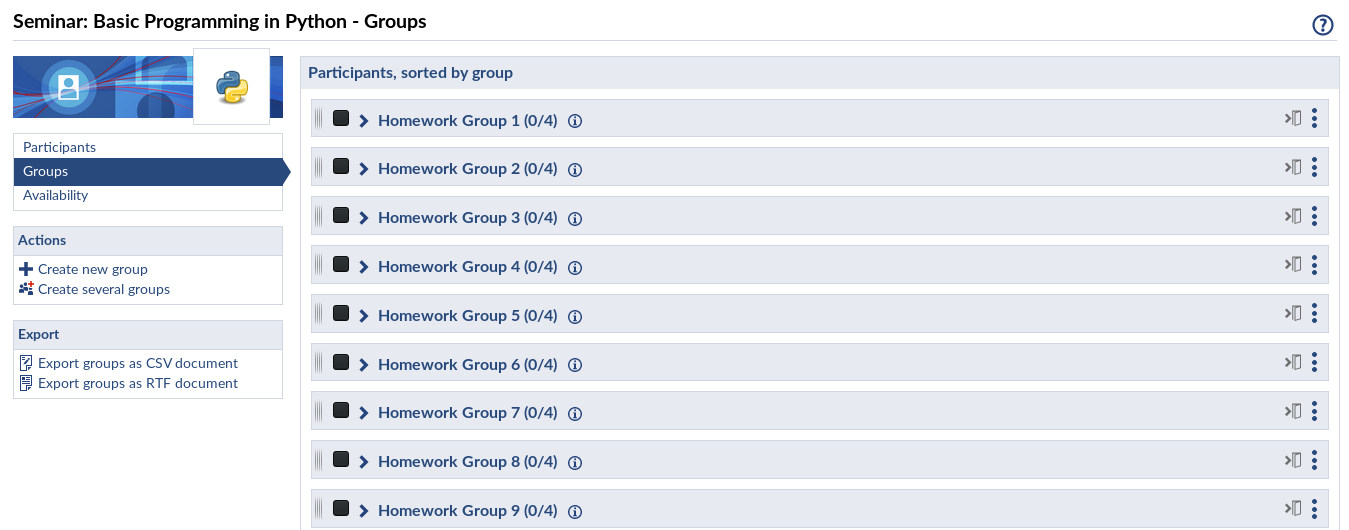 Seminar: Basic Programming in Python - Groups
Participants
Groups
Availability
Actions
Create new group
Create several groups
Export
Export groups as CSV document
Export groups as RTF document
Participants, sorted by group
Homework Group 1 (0/4)
Homework Group 2 (0/4)
Homework Group 3 (0/4)
Homework Group 4 (0/4)
Homework Group 5 (0/4)
Homework Group 6 (0/4)
Homework Group 7 (0/4)
Homework Group 8 (0/4)
Homework Group 9 (0/4)